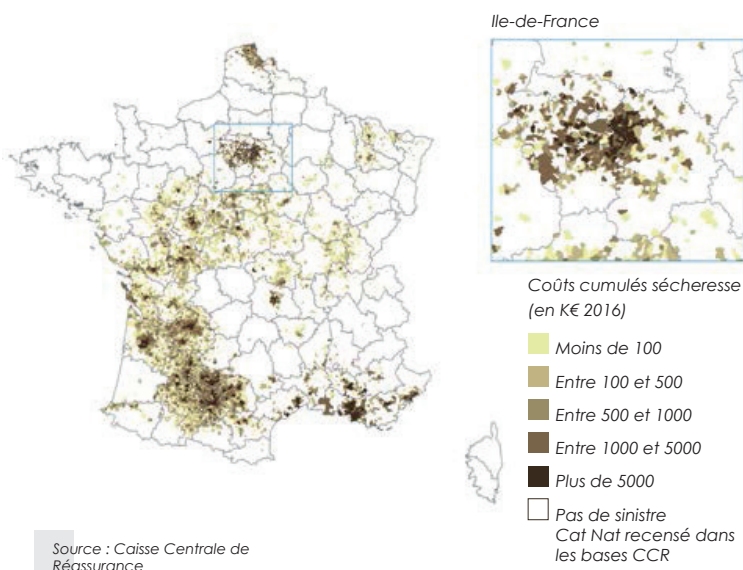 Ile-de-France
Coûts cumulés sécheresse
(en K€ 2016)
Moins de 100
Entre 100 et 500
Entre 500 et 1000
Entre 1000 et 5000
Plus de 5000
Pas de sinistre
Cat Nat recensé dans
les bases CCR
Source : Caisse Centrale de
Réassurance